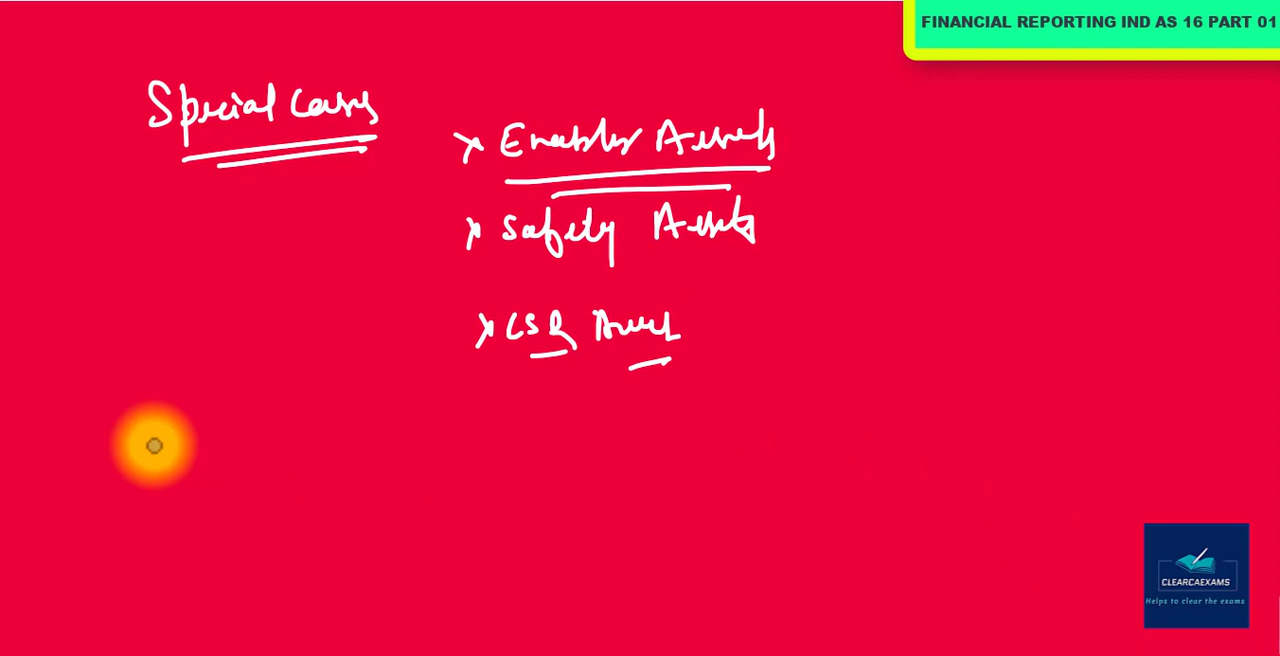 FINANCIAL REPORTING IND AS 16 PART 01
Special Cases
x Enabler Assets
x Safety Assets
x CSR Assets
CLEARCAEXAMS
Helps to clear the exams